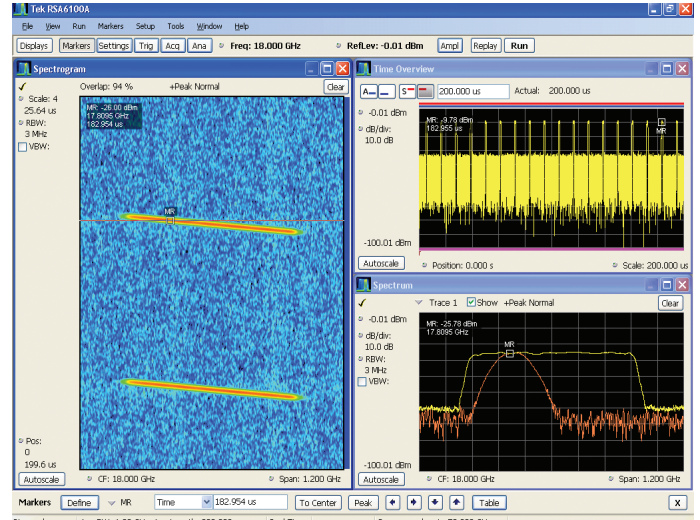 Tek RSA6100A
File View Run Markers Setup Tools Window Help
Displays Markers Settings Trig Acq Ana Freq: 18.000 GHz RefLev: -0.01 dBm Ampl Replay Run
Spectrogram
Overlap: 94 % +Peak Normal Clear
Scale: 4
25.64 us
RBW:
3 MHz
VBW:
MR: -26.00 dBm
17.8095 GHz
182.954 us
MR
Pos:
0
199.6 us
Autoscale CF: 18.000 GHz Span: 1.200 GHz
Time Overview
A S 200.000 us Actual: 200.000 us
-0.01 dBm
dB/div:
10.0 dB
MR: -9.78 dBm
182.955 us
MR
-100.01 dBm
Autoscale Position: 0.000 s Scale: 200.000 us
Spectrum
Trace 1 Show +Peak Normal Clear
-0.01 dBm
dB/div:
10.0 dB
RBW:
3 MHz
VBW:
MR: -25.78 dBm
17.8095 GHz
MR
-100.01 dBm
Autoscale CF: 18.000 GHz Span: 1.200 GHz
Markers Define MR Time 182.954 us To Center Peak Table X